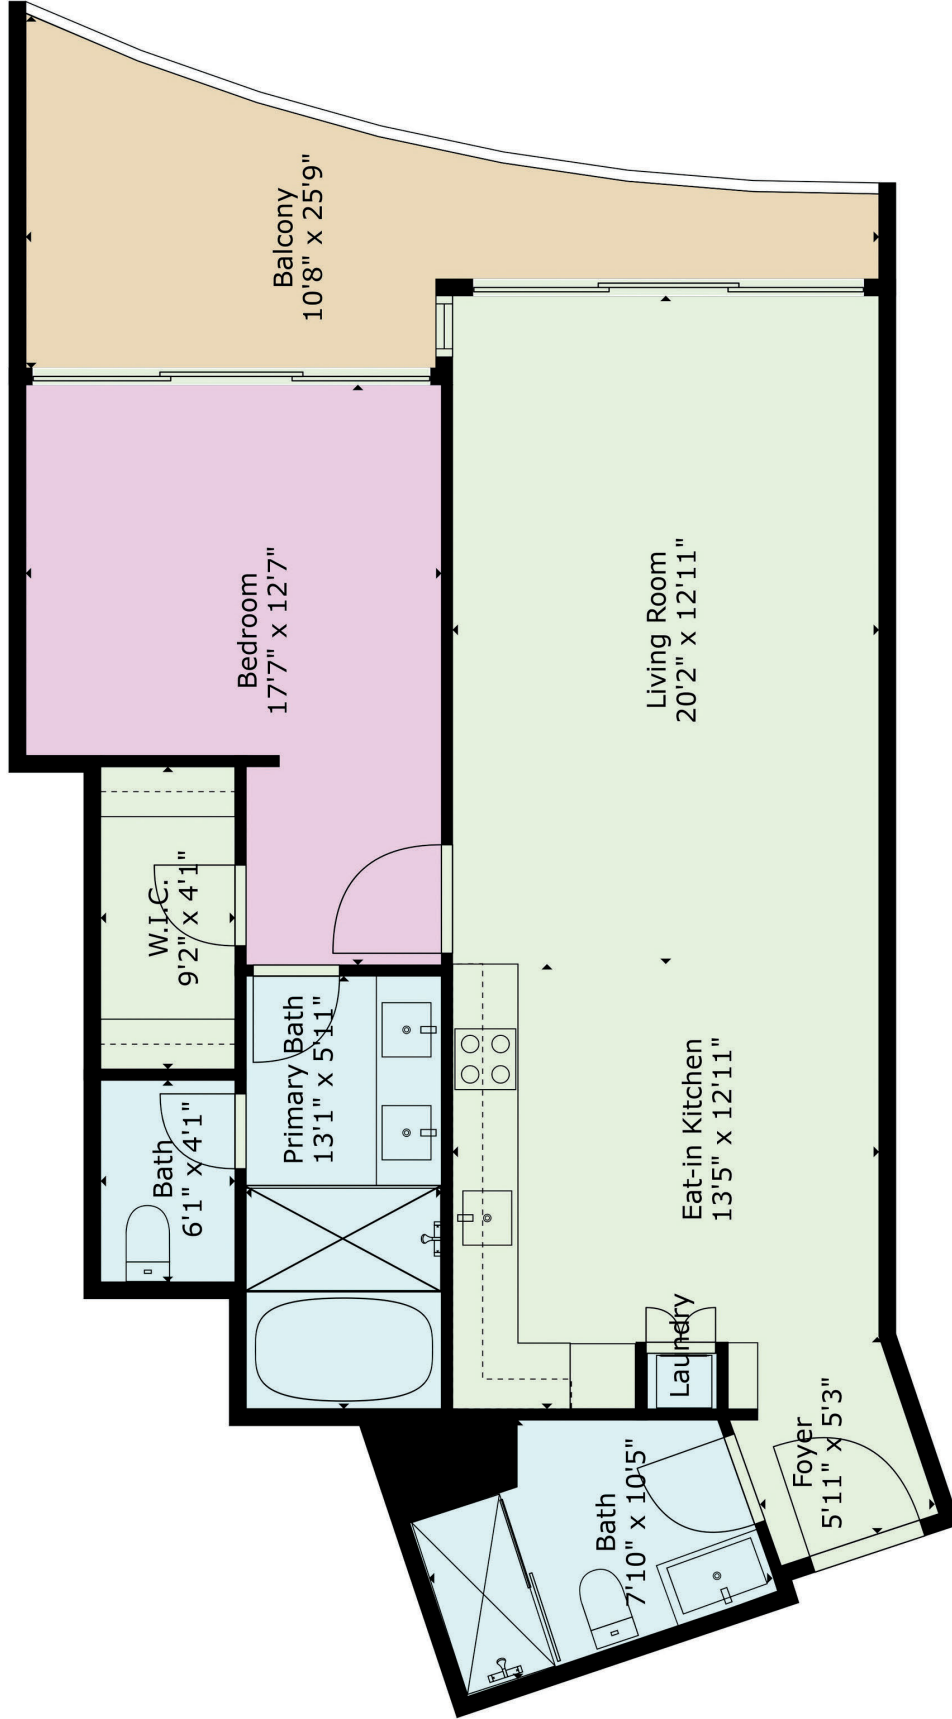 Balcony
10'8" x 25'9"
Bedroom
17'7" x 12'7"
Living Room
20'2" x 12'11"
W.I.C.
9'2" x 4'1"
Primary Bath
13'1" x 5'11"
Bath
6'1" x 4'1"
Eat-in Kitchen
13'5" x 12'11"
Laundry
Foyer
5'11" x 5'3"
Bath
7'10" x 10'5"